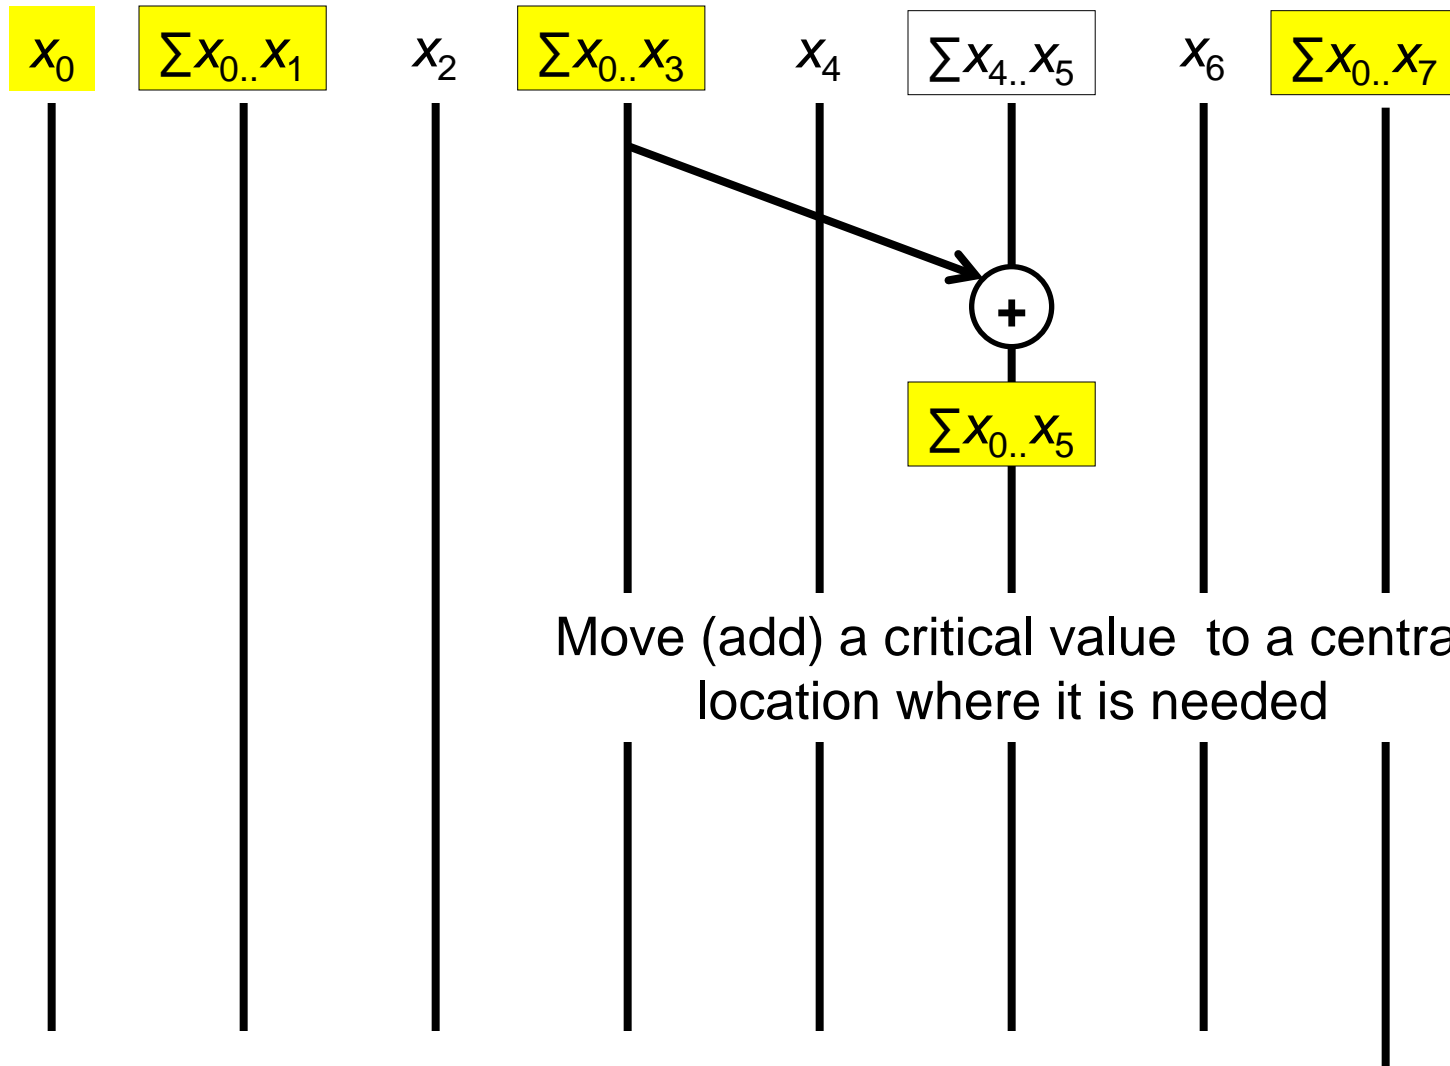 x₀ ∑x₀..x₁ x₂ ∑x₀..x₃ x₄ ∑x₄..x₅ x₆ ∑x₀..x₇
+
∑x₀..x₅
Move (add) a critical value to a centra
location where it is needed